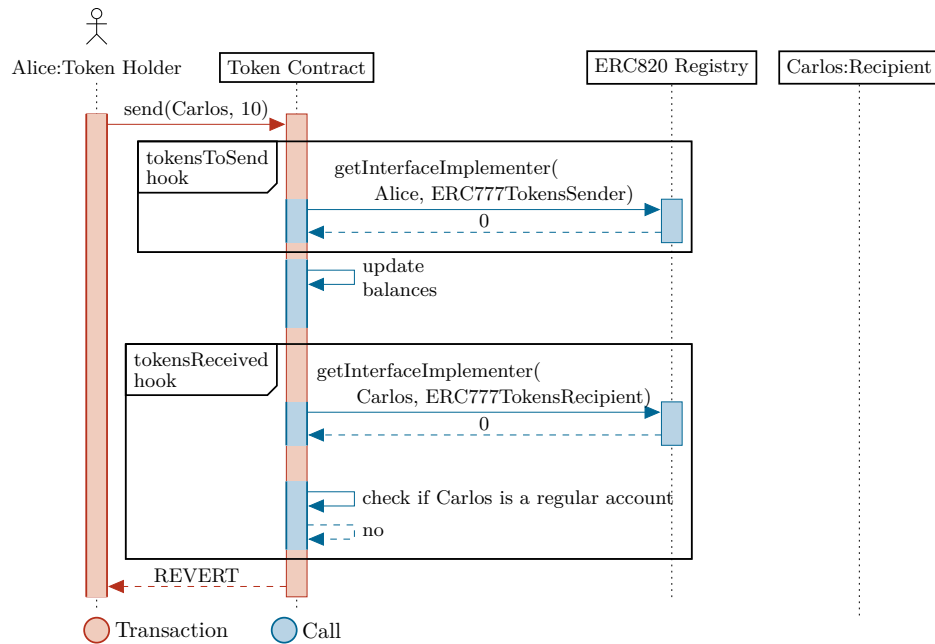 Alice:Token Holder
Token Contract
ERC820 Registry
Carlos:Recipient
send(Carlos, 10)
tokensToSend
hook
getInterfaceImplementer(
Alice, ERC777TokensSender)
0
update
balances
tokensReceived
hook
getInterfaceImplementer(
Carlos, ERC777TokensRecipient)
0
check if Carlos is a regular account
no
REVERT
Transaction
Call